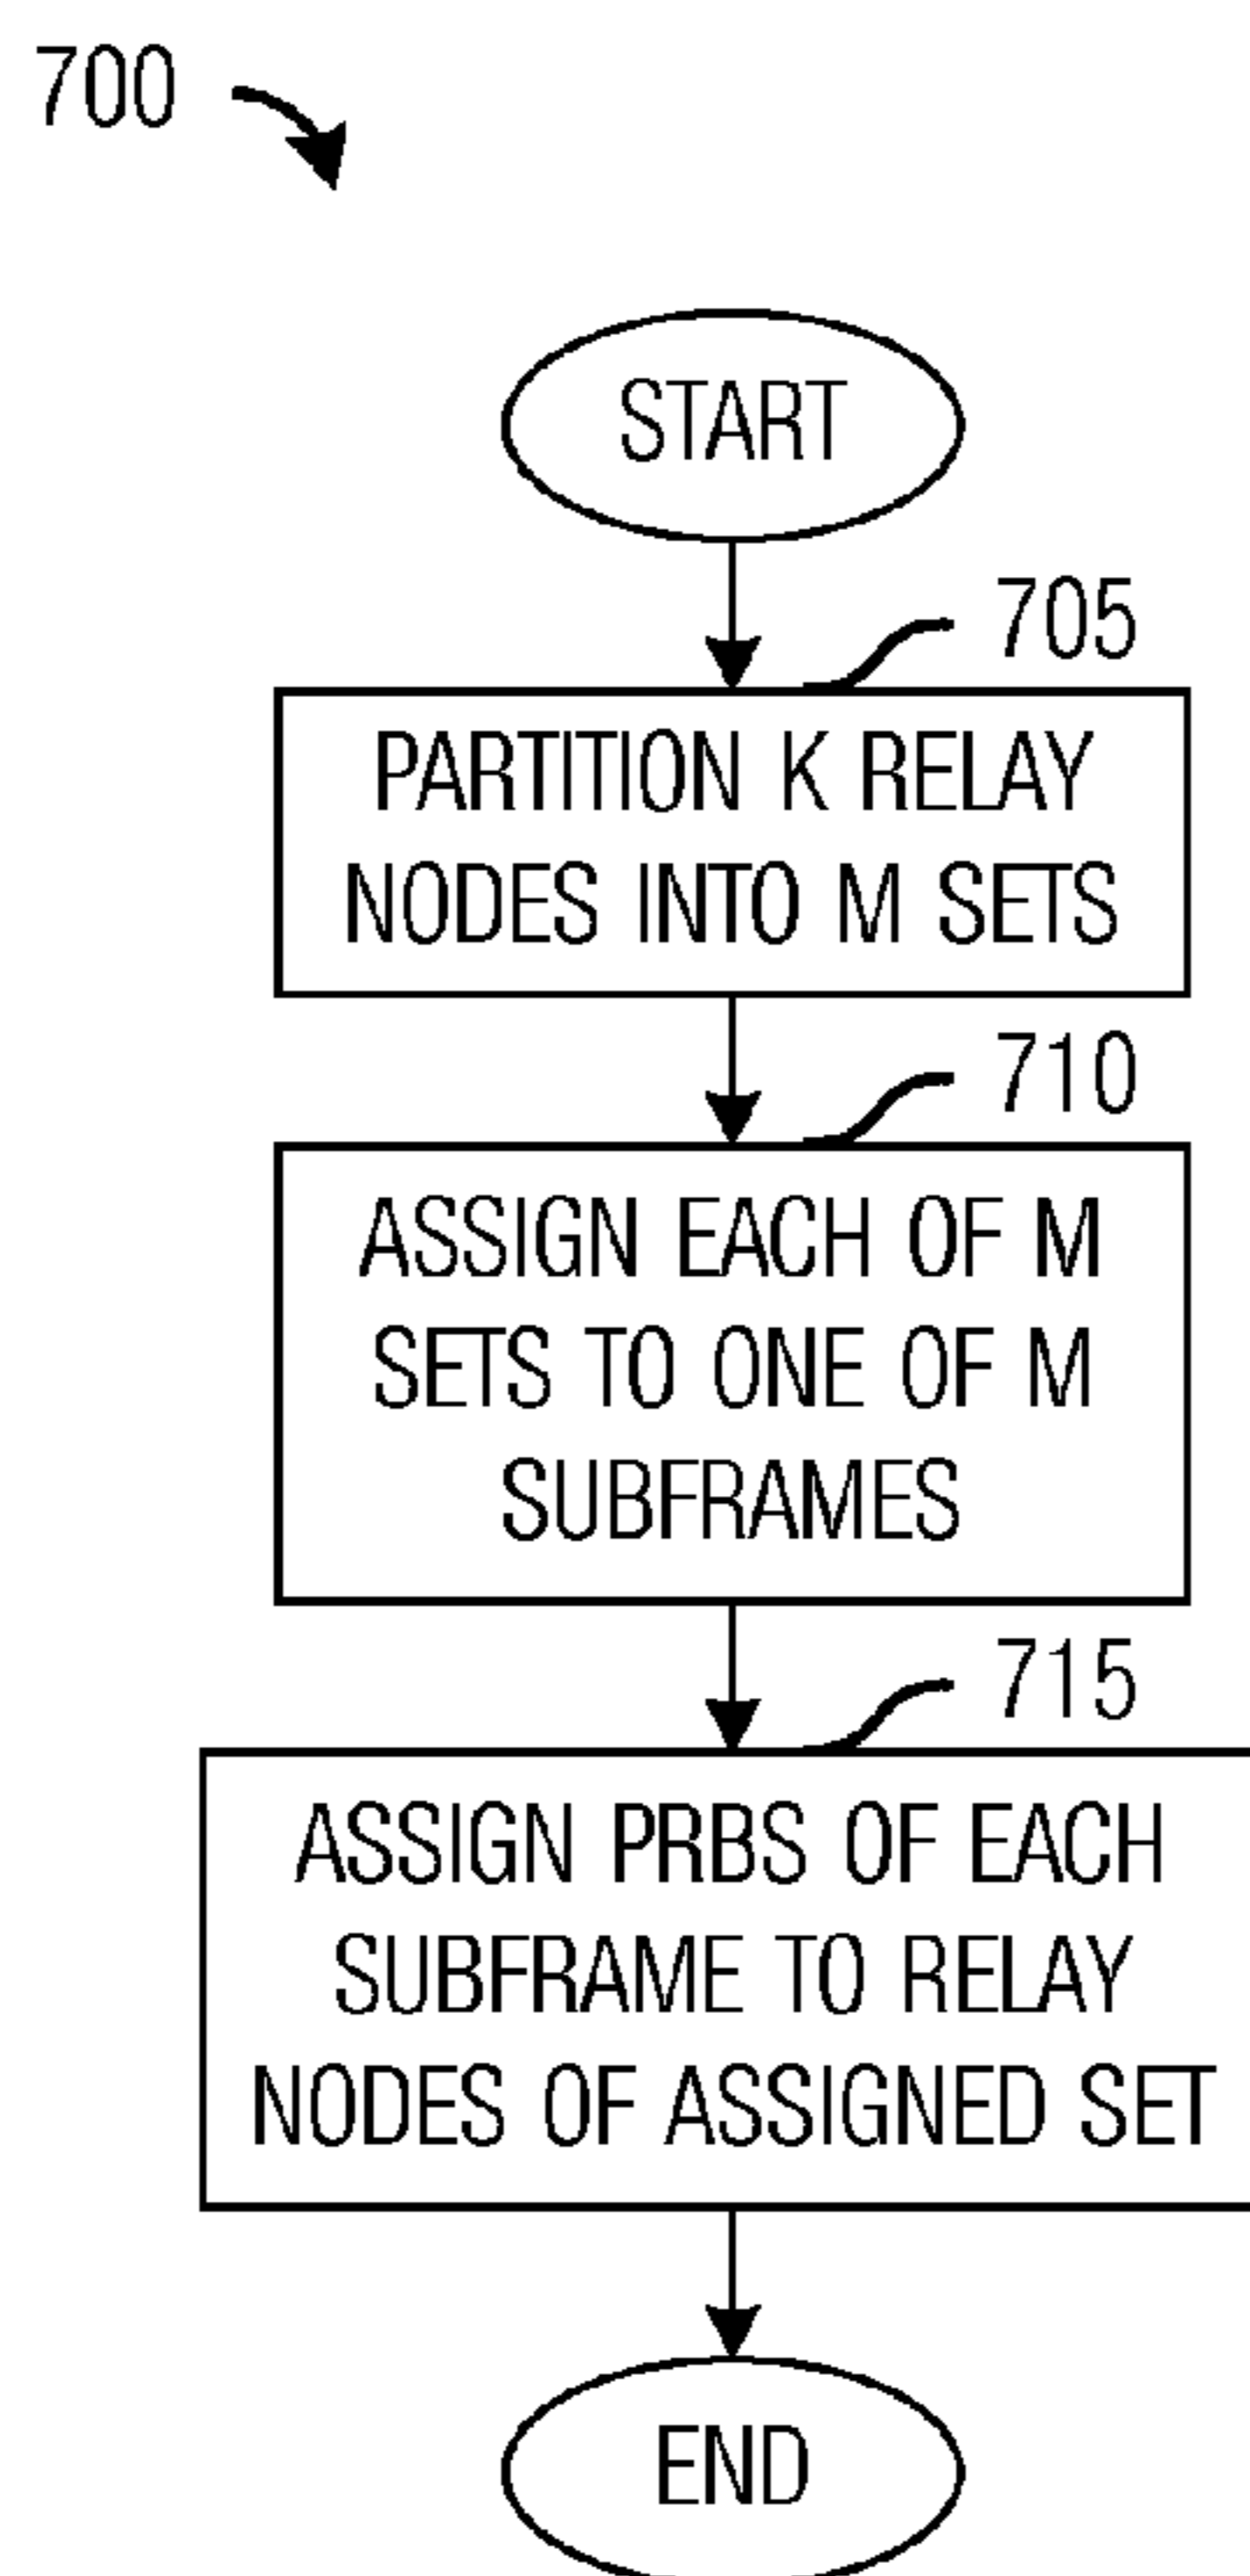 700
START
705
PARTITION K RELAY
NODES INTO M SETS
710
ASSIGN EACH OF M
SETS TO ONE OF M
SUBFRAMES
715
ASSIGN PRBS OF EACH
SUBFRAME TO RELAY
NODES OF ASSIGNED SET
END